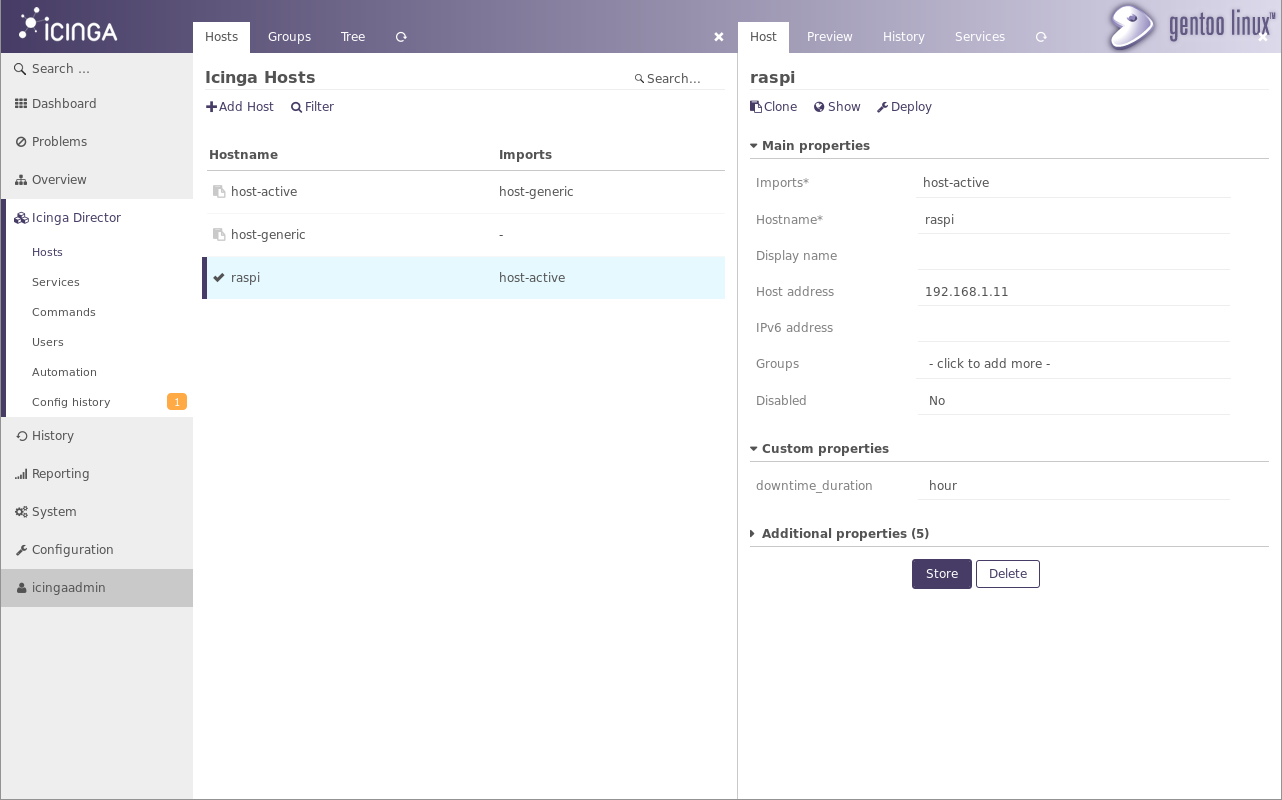 ICINGA
Search ...
Dashboard
Problems
Overview
Icinga Director
Hosts
Services
Commands
Users
Automation
Config history 1
History
Reporting
System
Configuration
icingaadmin
Hosts Groups Tree
Icinga Hosts Search...
Add Host Filter
Hostname Imports
host-active host-generic
host-generic -
raspi host-active
Host Preview History Services
gentoo linux™
raspi
Clone Show Deploy
Main properties
Imports* host-active
Hostname* raspi
Display name
Host address 192.168.1.11
IPv6 address
Groups - click to add more -
Disabled No
Custom properties
downtime_duration hour
Additional properties (5)
Store Delete